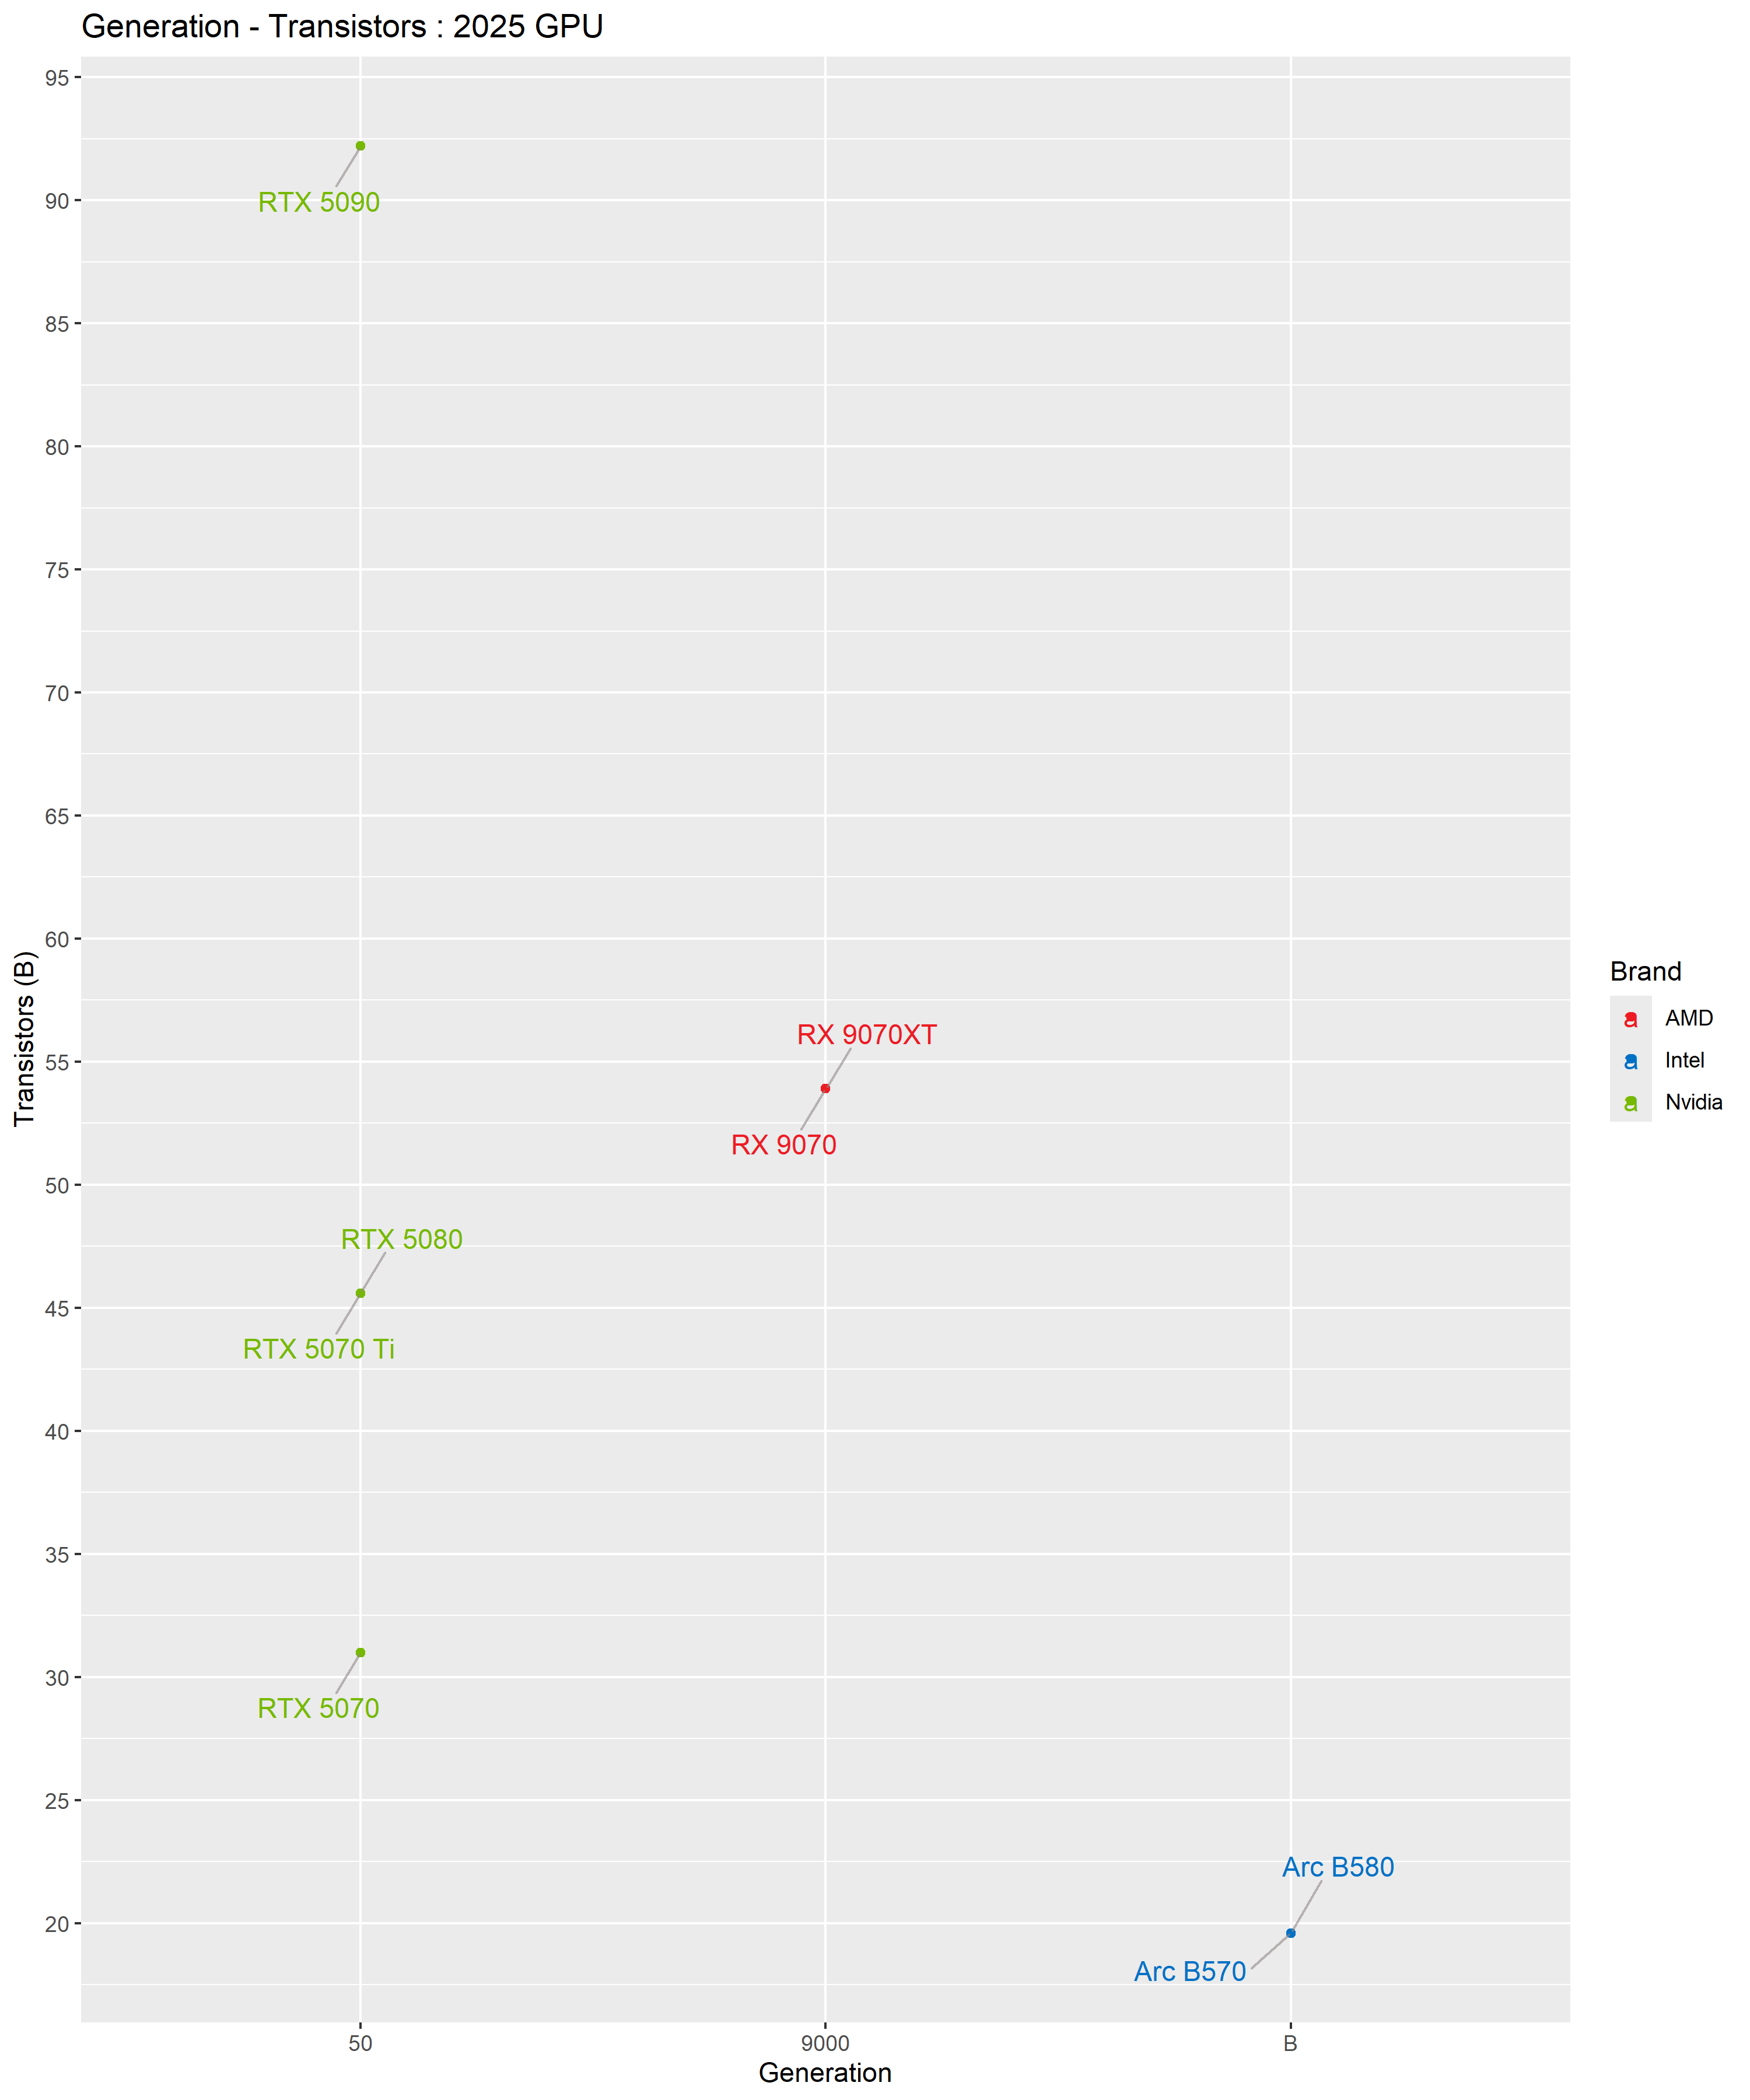 Generation - Transistors : 2025 GPU
95
90
85
80
75
70
65
60
55
50
45
40
35
30
25
20
Transistors (B)
RTX 5090
RX 9070XT
RX 9070
RTX 5080
RTX 5070 Ti
RTX 5070
Arc B580
Arc B570
50
9000
B
Generation
Brand
a AMD
a Intel
a Nvidia